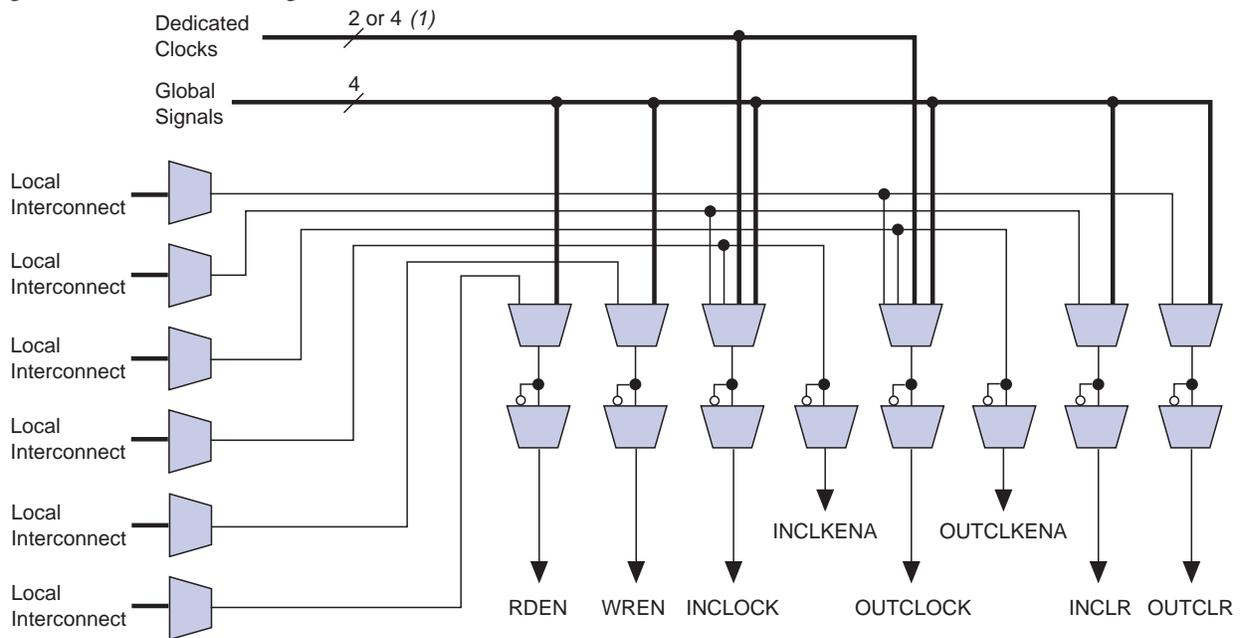 Dedicated
Clocks
2 or 4 (1)
Global
Signals
4
Local
Interconnect
Local
Interconnect
Local
Interconnect
Local
Interconnect
Local
Interconnect
Local
Interconnect
INCLKENA
OUTCLKENA
RDEN
WREN
INCLOCK
OUTCLOCK
INCLR
OUTCLR